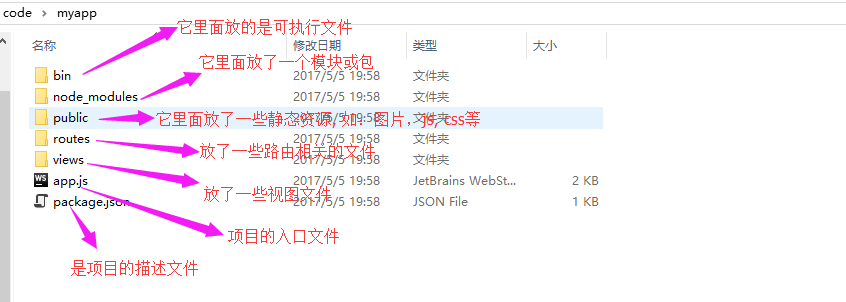 code > myapp
它里面放的是可执行文件
名称 修改日期 类型 大小
它里面放了一个模块或包
bin 2017/5/5 19:58 文件夹
node_modules 2017/5/5 19:58 文件夹
public 2017/5/5 19:58 文件夹
它里面放了一些静态资源, 如：图片， js, css等
routes 2017/5/5 19:58 文件夹
放了一些路由相关的文件
views 2017/5/5 19:58 文件夹
app.js 2017/5/5 19:58 JetBrains WebSt... 2 KB
放了一些视图文件
package.json 2017/5/5 19:58 JSON File 1 KB
项目的入口文件
是项目的描述文件